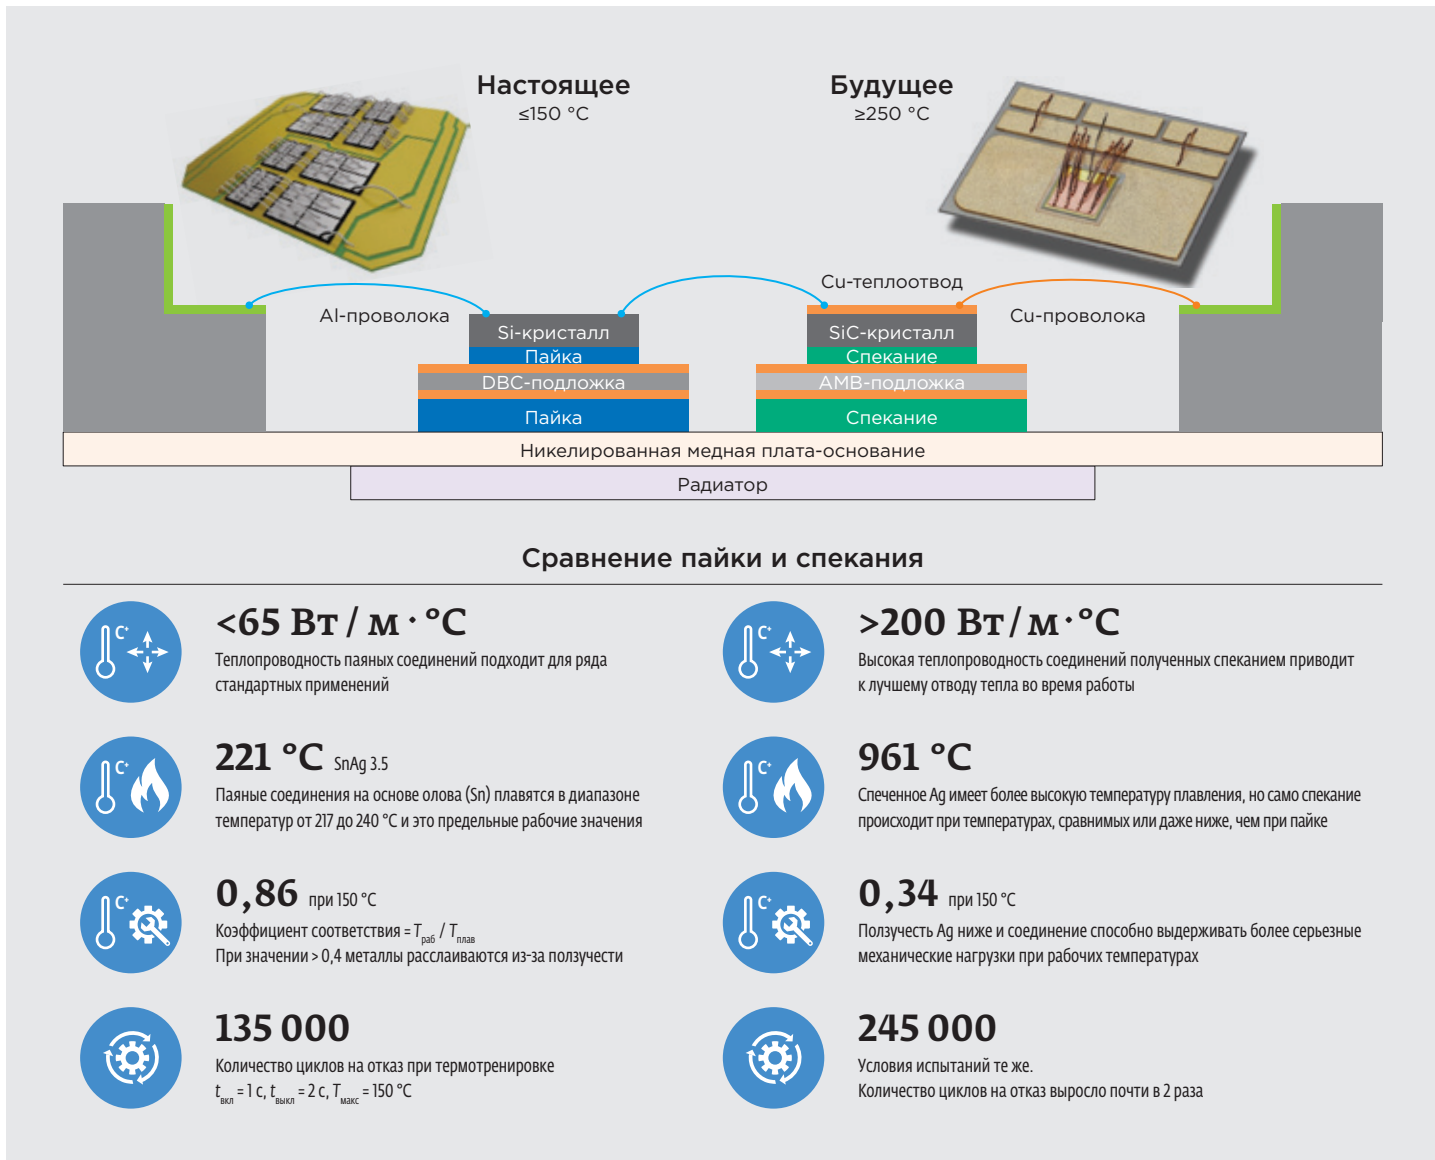 Настоящее
≤150 °C
Будущее
≥250 °C
Cu-теплоотвод
Al-проволока
Cu-проволока
Si-кристалл
SiC-кристалл
Пайка
Спекание
DBC-подложка
AMB-подложка
Пайка
Спекание
Никелированная медная плата-основание
Радиатор
Сравнение пайки и спекания
<65 Вт / м · °C
Теплопроводность паяных соединений подходит для ряда
стандартных применений
>200 Вт / м · °C
Высокая теплопроводность соединений полученных спеканием приводит
к лучшему отводу тепла во время работы
221 °C SnAg 3.5
Паяные соединения на основе олова (Sn) плавятся в диапазоне
температур от 217 до 240 °C и это предельные рабочие значения
961 °C
Спеченное Ag имеет более высокую температуру плавления, но само спекание
происходит при температурах, сравнимых или даже ниже, чем при пайке
0,86 при 150 °C
Коэффициент соответствия = Tраб / Tплав
При значении > 0,4 металлы расслаиваются из-за ползучести
0,34 при 150 °C
Ползучесть Ag ниже и соединение способно выдерживать более серьезные
механические нагрузки при рабочих температурах
135 000
Количество циклов на отказ при термотренировке
tвкл = 1 с, tвыкл = 2 с, Tмакс = 150 °C
245 000
Условия испытаний те же.
Количество циклов на отказ выросло почти в 2 раза
C+
C+
C+
C+
C+
C+